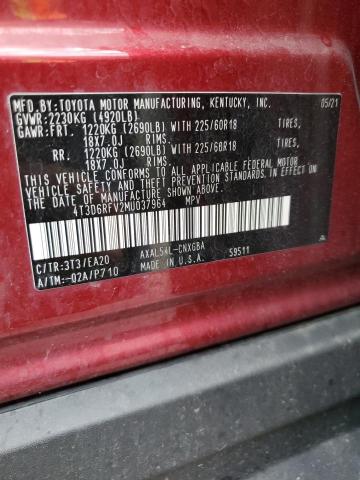 MFD.BY:TOYOTA MOTOR MANUFACTURING, KENTUCKY, INC. 05/21
GVWR:2230KG (4920LB)
GAWR:FRT. 1220KG (2690LB) WITH 225/60R18 TIRES,
18X7.0J RIMS
RR. 1220KG (2690LB) WITH 225/60R18 TIRES,
18X7.0J RIMS
THIS VEHICLE CONFORMS TO ALL APPLICABLE FEDERAL MOTOR
VEHICLE SAFETY STANDARDS IN EFFECT ON THE DATE OF
MANUFACTURE SHOWN ABOVE.
4T3D6RFV2MU037964 MPV
C/TR:3T3/EA20 AXAL54L-CNXGBA
A/TM:-02A/P710 MADE IN U.S.A. 59511